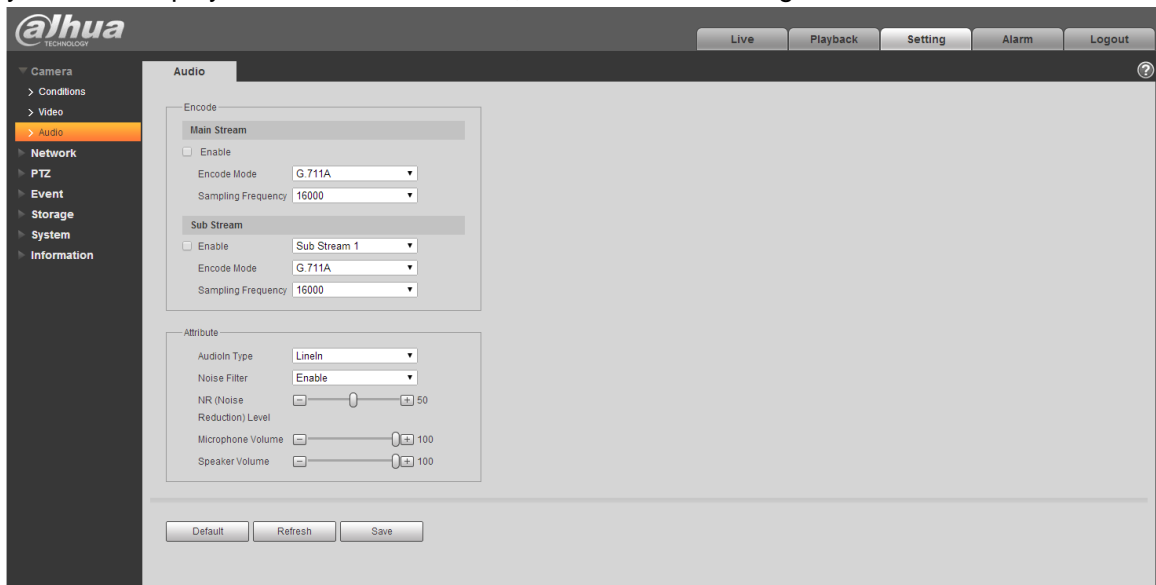 alhua
TECHNOLOGY
Live Playback Setting Alarm Logout
Camera
Conditions
Video
Audio
Network
PTZ
Event
Storage
System
Information
Audio
?
Encode
Main Stream
Enable
Encode Mode G.711A
Sampling Frequency 16000
Sub Stream
Enable Sub Stream 1
Encode Mode G.711A
Sampling Frequency 16000
Attribute
AudioIn Type LineIn
Noise Filter Enable
NR (Noise 50
Reduction) Level
Microphone Volume 100
Speaker Volume 100
Default Refresh Save